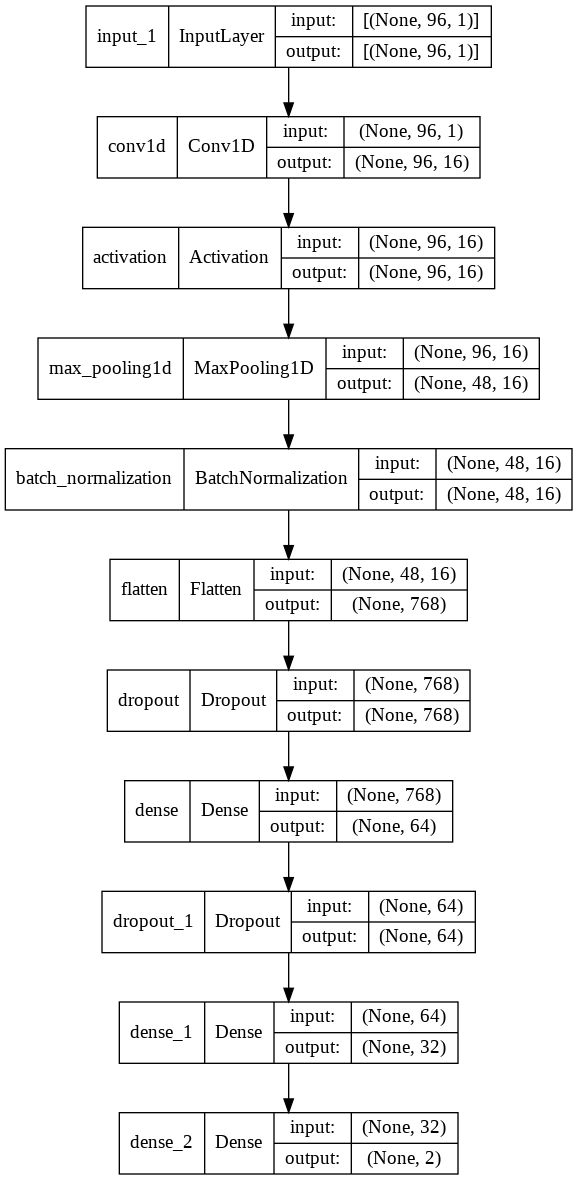 input_1 InputLayer input: [(None, 96, 1)]
output: [(None, 96, 1)]
conv1d Conv1D input: (None, 96, 1)
output: (None, 96, 16)
activation Activation input: (None, 96, 16)
output: (None, 96, 16)
max_pooling1d MaxPooling1D input: (None, 96, 16)
output: (None, 48, 16)
batch_normalization BatchNormalization input: (None, 48, 16)
output: (None, 48, 16)
flatten Flatten input: (None, 48, 16)
output: (None, 768)
dropout Dropout input: (None, 768)
output: (None, 768)
dense Dense input: (None, 768)
output: (None, 64)
dropout_1 Dropout input: (None, 64)
output: (None, 64)
dense_1 Dense input: (None, 64)
output: (None, 32)
dense_2 Dense input: (None, 32)
output: (None, 2)